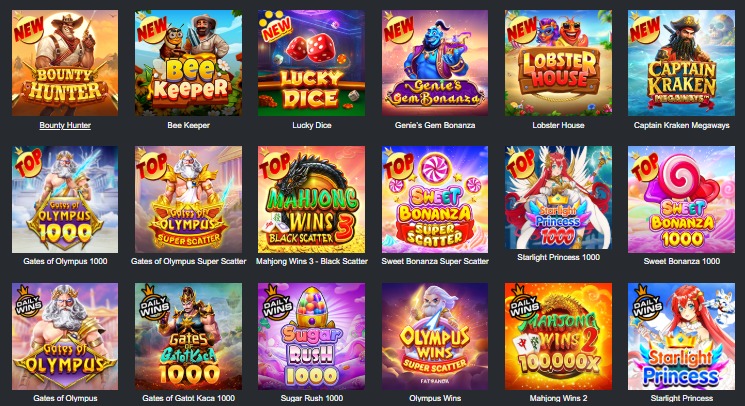 NEW
BOUNTY
HUNTER
NEW
BEE
KEEPER
NEW
LUCKY
DICE
NEW
Genie's
Gem Bonanza
NEW
LOBSTER
HOUSE
NEW
CAPTAIN
KRAKEN
MEGAWAYS™
Bounty Hunter
Bee Keeper
Lucky Dice
Genie's Gem Bonanza
Lobster House
Captain Kraken Megaways
TOP
Gates of
OLYMPUS
1000
TOP
Gates of
OLYMPUS
SUPER SCATTER
TOP
MAHJONG
WINS 3
BLACK SCATTER
TOP
SWEET
BONANZA
SUPER
SCATTER
TOP
Starlight
Princess
1000
TOP
SWEET
BONANZA
1000
Gates of Olympus 1000
Gates of Olympus Super Scatter
Mahjong Wins 3 - Black Scatter
Sweet Bonanza Super Scatter
Starlight Princess 1000
Sweet Bonanza 1000
DAILY
WINS
Gates of
OLYMPUS
DAILY
WINS
Gates of
GatotKaca
1000
DAILY
WINS
Sugar
RUSH
1000
OLYMPUS
WINS
SUPER SCATTER
FAT PANDA
DAILY
WINS
MAHJONG
WINS 2
100,000X
DAILY
WINS
Starlight
Princess
Gates of Olympus
Gates of Gatot Kaca 1000
Sugar Rush 1000
Olympus Wins
Mahjong Wins 2
Starlight Princess